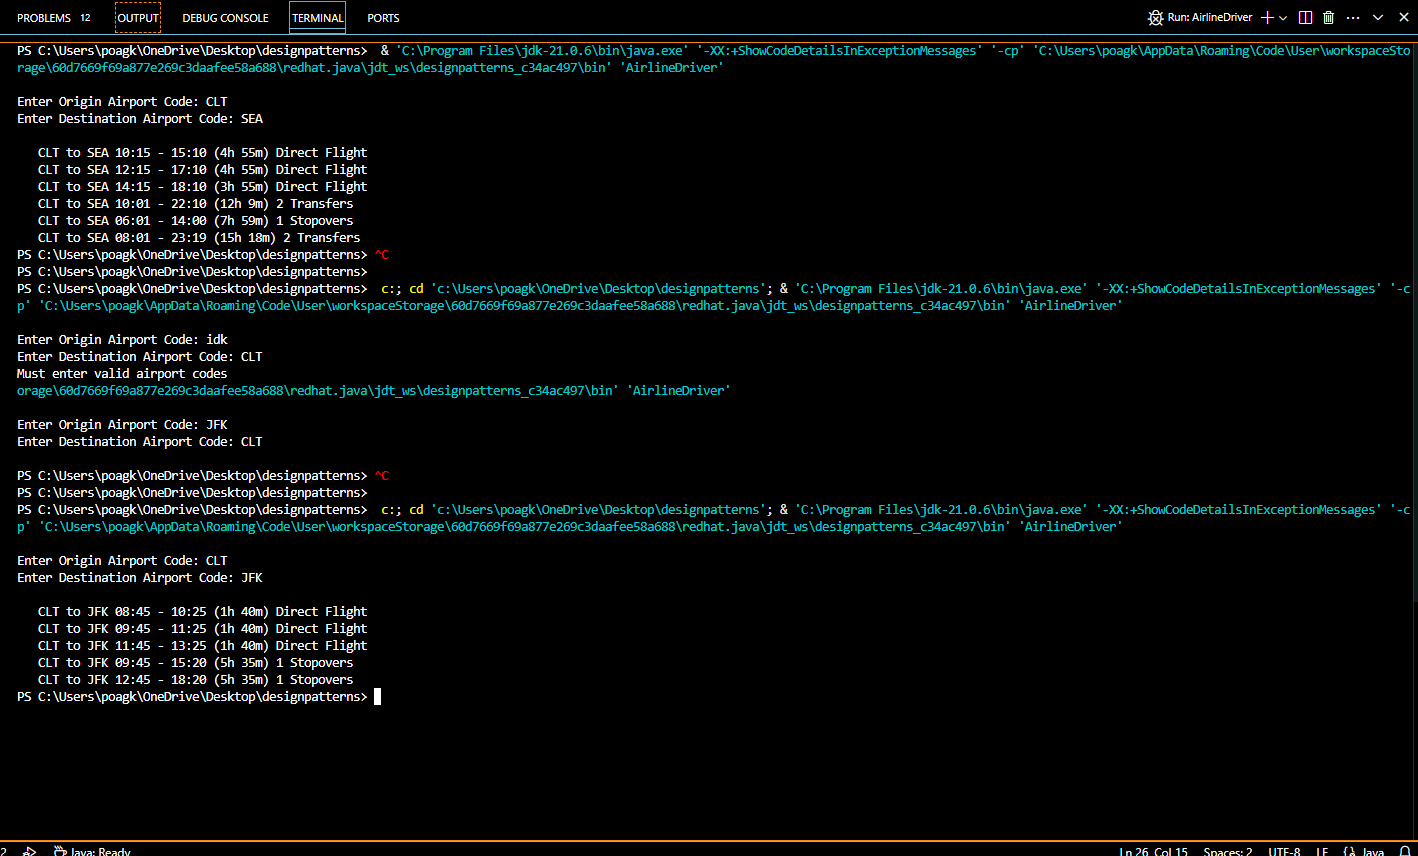 PROBLEMS 12 OUTPUT DEBUG CONSOLE TERMINAL PORTS Run: AirlineDriver
PS C:\Users\poagk\OneDrive\Desktop\designpatterns> & 'C:\Program Files\jdk-21.0.6\bin\java.exe' '-XX:+ShowCodeDetailsInExceptionMessages' '-cp' 'C:\Users\poagk\AppData\Roaming\Code\User\workspaceSto
rage\60d7669f69a877e269c3daafee58a688\redhat.java\jdt_ws\designpatterns_c34ac497\bin' 'AirlineDriver'
Enter Origin Airport Code: CLT
Enter Destination Airport Code: SEA
CLT to SEA 10:15 - 15:10 (4h 55m) Direct Flight
CLT to SEA 12:15 - 17:10 (4h 55m) Direct Flight
CLT to SEA 14:15 - 18:10 (3h 55m) Direct Flight
CLT to SEA 10:01 - 22:10 (12h 9m) 2 Transfers
CLT to SEA 06:01 - 14:00 (7h 59m) 1 Stopovers
CLT to SEA 08:01 - 23:19 (15h 18m) 2 Transfers
PS C:\Users\poagk\OneDrive\Desktop\designpatterns> ^C
PS C:\Users\poagk\OneDrive\Desktop\designpatterns>
PS C:\Users\poagk\OneDrive\Desktop\designpatterns> c:; cd 'c:\Users\poagk\OneDrive\Desktop\designpatterns'; & 'C:\Program Files\jdk-21.0.6\bin\java.exe' '-XX:+ShowCodeDetailsInExceptionMessages' '-c
p' 'C:\Users\poagk\AppData\Roaming\Code\User\workspaceStorage\60d7669f69a877e269c3daafee58a688\redhat.java\jdt_ws\designpatterns_c34ac497\bin' 'AirlineDriver'
Enter Origin Airport Code: idk
Enter Destination Airport Code: CLT
Must enter valid airport codes
orage\60d7669f69a877e269c3daafee58a688\redhat.java\jdt_ws\designpatterns_c34ac497\bin' 'AirlineDriver'
Enter Origin Airport Code: JFK
Enter Destination Airport Code: CLT
PS C:\Users\poagk\OneDrive\Desktop\designpatterns> ^C
PS C:\Users\poagk\OneDrive\Desktop\designpatterns>
PS C:\Users\poagk\OneDrive\Desktop\designpatterns> c:; cd 'c:\Users\poagk\OneDrive\Desktop\designpatterns'; & 'C:\Program Files\jdk-21.0.6\bin\java.exe' '-XX:+ShowCodeDetailsInExceptionMessages' '-c
p' 'C:\Users\poagk\AppData\Roaming\Code\User\workspaceStorage\60d7669f69a877e269c3daafee58a688\redhat.java\jdt_ws\designpatterns_c34ac497\bin' 'AirlineDriver'
Enter Origin Airport Code: CLT
Enter Destination Airport Code: JFK
CLT to JFK 08:45 - 10:25 (1h 40m) Direct Flight
CLT to JFK 09:45 - 11:25 (1h 40m) Direct Flight
CLT to JFK 11:45 - 13:25 (1h 40m) Direct Flight
CLT to JFK 09:45 - 15:20 (5h 35m) 1 Stopovers
CLT to JFK 12:45 - 18:20 (5h 35m) 1 Stopovers
PS C:\Users\poagk\OneDrive\Desktop\designpatterns>
2 Java: Ready Ln 26, Col 15 Spaces: 2 UTF-8 LF {} Java